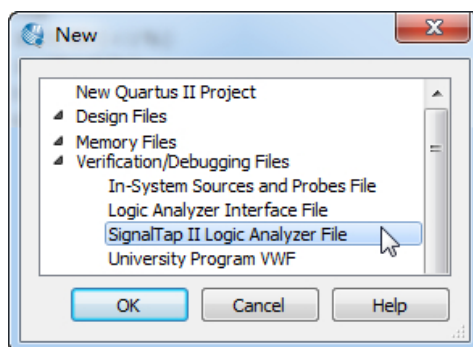 New
New Quartus II Project
Design Files
Memory Files
Verification/Debugging Files
In-System Sources and Probes File
Logic Analyzer Interface File
SignalTap II Logic Analyzer File
University Program VWF
OK Cancel Help